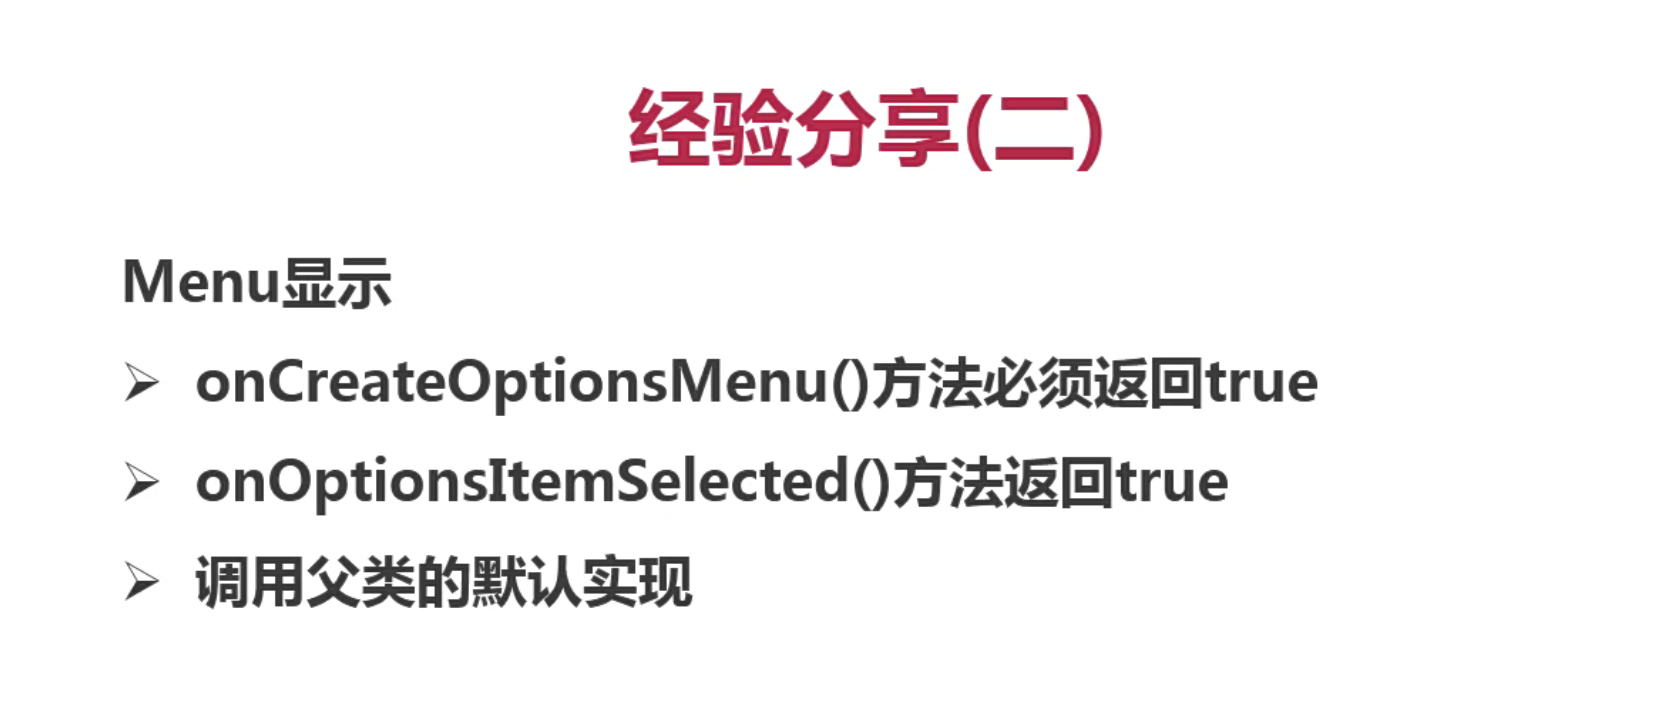 经验分享(二)
Menu显示
➢ onCreateOptionsMenu()方法必须返回true
➢ onOptionsItemSelected()方法返回true
➢ 调用父类的默认实现